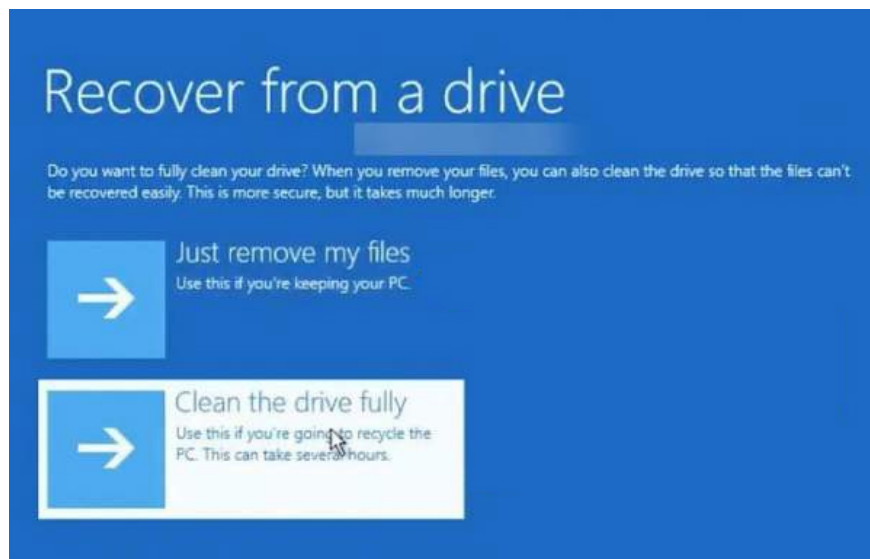 Recover from a drive
Do you want to fully clean your drive? When you remove your files, you can also clean the drive so that the files can't
be recovered easily. This is more secure, but it takes much longer.
Just remove my files
Use this if you're keeping your PC.
Clean the drive fully
Use this if you're going to recycle the
PC. This can take several hours.